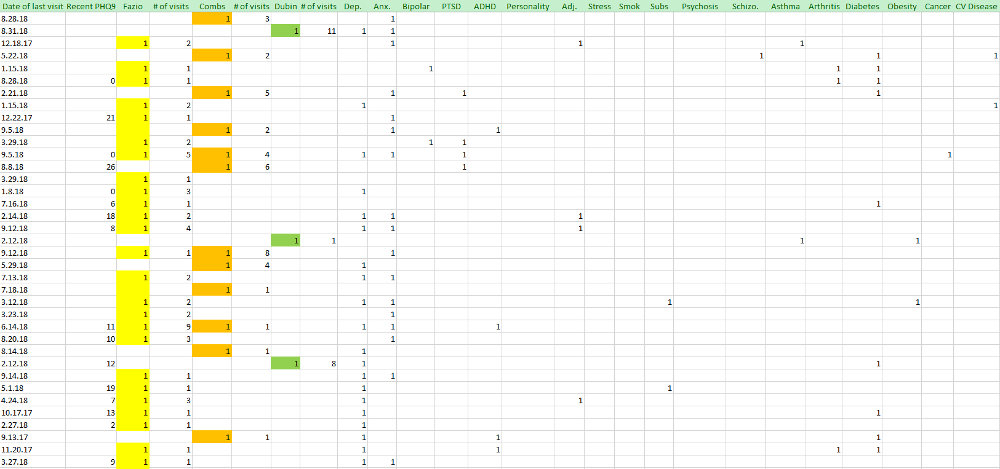 Date of last visit Recent PHQ9 Fazio # of visits Combs # of visits Dubin # of visits Dep. Anx. Bipolar PTSD ADHD Personality Adj. Stress Smok Subs Psychosis Schizo. Asthma Arthritis Diabetes Obesity Cancer CV Disease
8.28.18 1 3 1
8.31.18 1 11 1 1
12.18.17 1 2 1 1 1
5.22.18 1 2 1 1 1
1.15.18 1 1 1 1 1
8.28.18 0 1 1 1 1
2.21.18 1 5 1 1 1
1.15.18 1 2 1 1
12.22.17 21 1 1 1
9.5.18 1 2 1 1
3.29.18 1 2 1 1
9.5.18 0 1 5 1 4 1 1 1 1
8.8.18 26 1 6 1
3.29.18 1 1
1.8.18 0 1 3 1
7.16.18 6 1 1 1
2.14.18 18 1 2 1 1 1
9.12.18 8 1 4 1 1 1
2.12.18 1 1 1 1
9.12.18 1 1 1 8 1
5.29.18 1 4 1
7.13.18 1 2 1 1
7.18.18 1 1
3.12.18 1 2 1 1 1 1
3.23.18 1 2 1
6.14.18 11 1 9 1 1 1 1 1
8.20.18 10 1 3 1
8.14.18 1 1 1
2.12.18 12 1 8 1 1
9.14.18 1 1 1 1
5.1.18 19 1 1 1 1
4.24.18 7 1 3 1 1
10.17.17 13 1 1 1 1
2.27.18 2 1 1 1
9.13.17 1 1 1 1 1
11.20.17 1 1 1 1 1 1
3.27.18 9 1 1 1 1